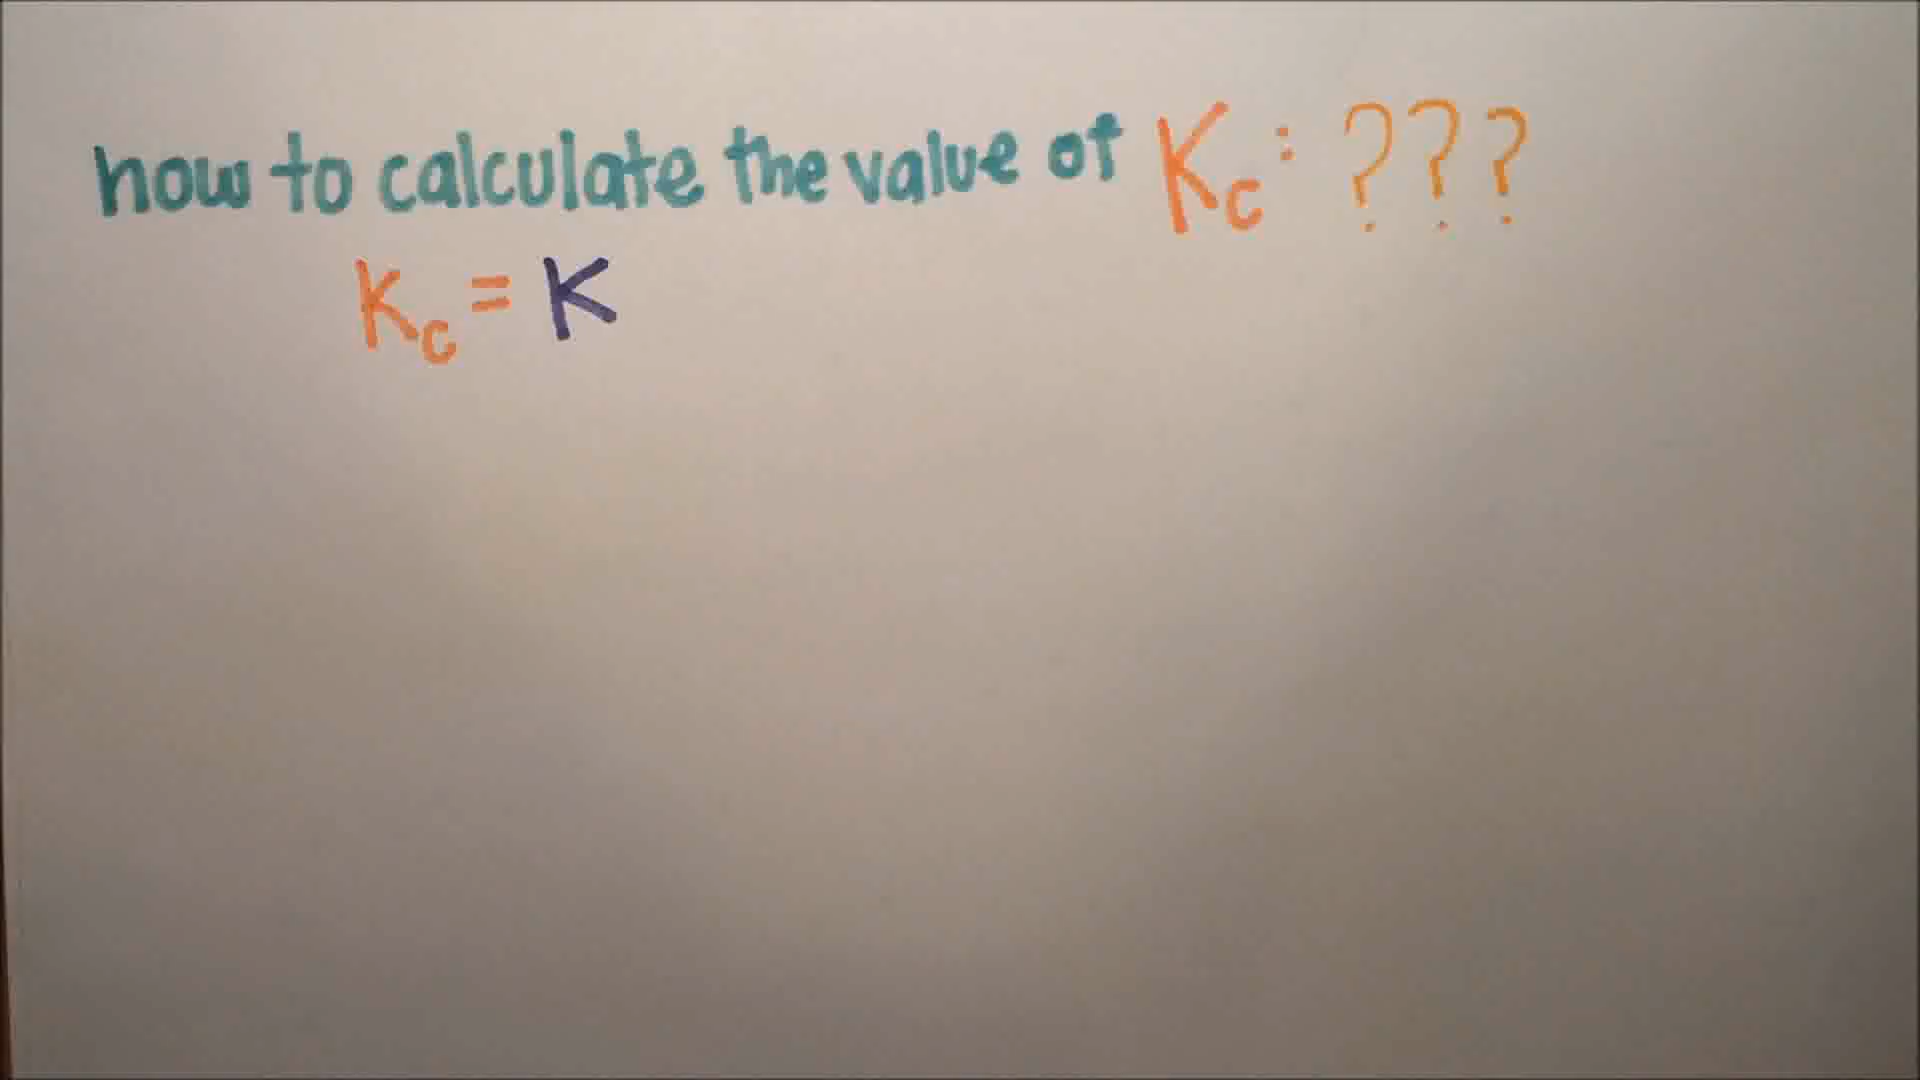 how to calculate the value of Kc: ???
Kc = K